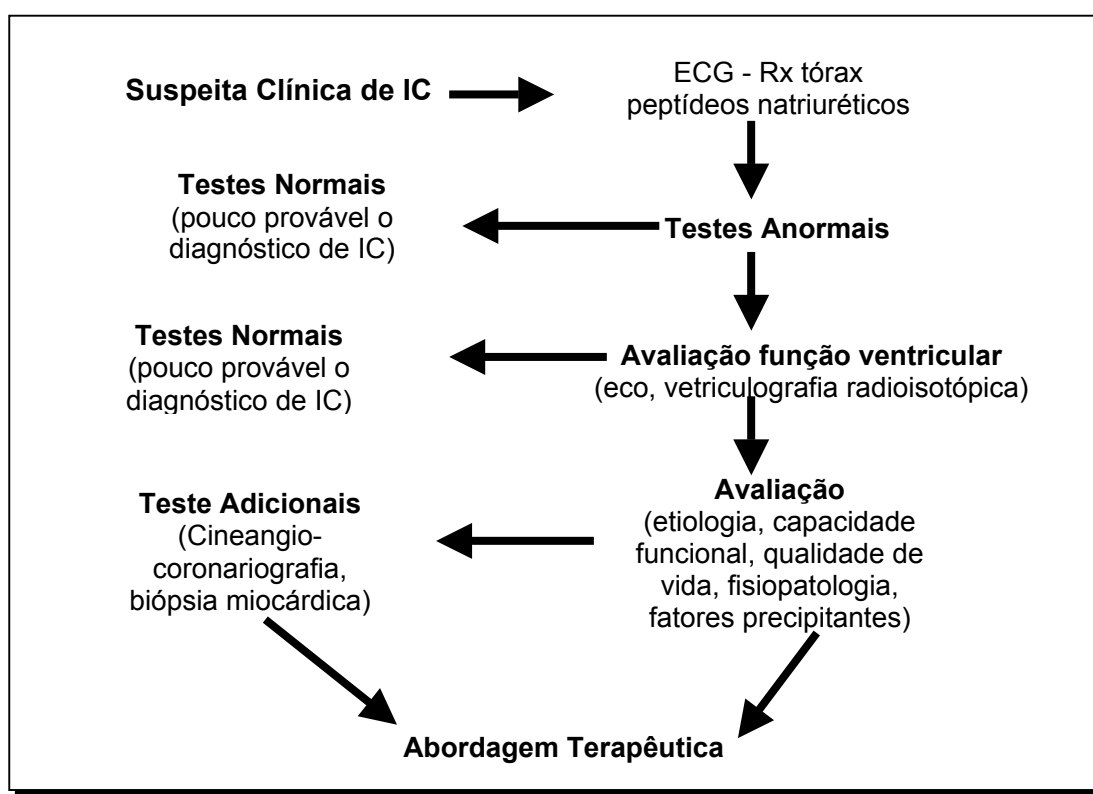 Suspeita Clínica de IC
ECG - Rx tórax
peptídeos natriuréticos
Testes Normais
(pouco provável o
diagnóstico de IC)
Testes Anormais
Testes Normais
(pouco provável o
diagnóstico de IC)
Avaliação função ventricular
(eco, vetriculografia radioisotópica)
Teste Adicionais
(Cineangio-
coronariografia,
biópsia miocárdica)
Avaliação
(etiologia, capacidade
funcional, qualidade de
vida, fisiopatologia,
fatores precipitantes)
Abordagem Terapêutica